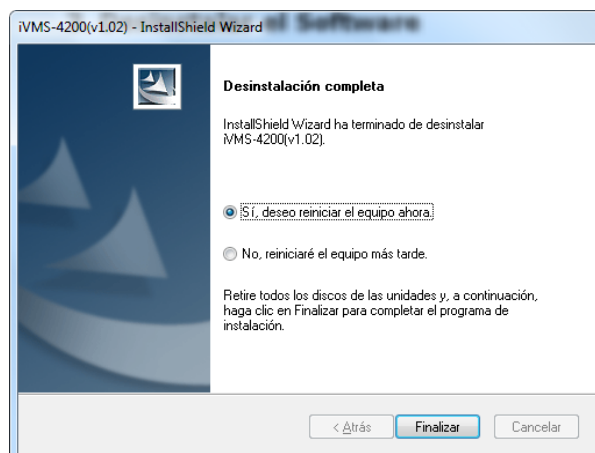 iVMS-4200(v1.02) - InstallShield Wizard
el Software
Desinstalación completa
InstallShield Wizard ha terminado de desinstalar
iVMS-4200(v1.02).
Sí, deseo reiniciar el equipo ahora.
No, reiniciaré el equipo más tarde.
Retire todos los discos de las unidades y, a continuación,
haga clic en Finalizar para completar el programa de
instalación.
< Atrás
Finalizar
Cancelar